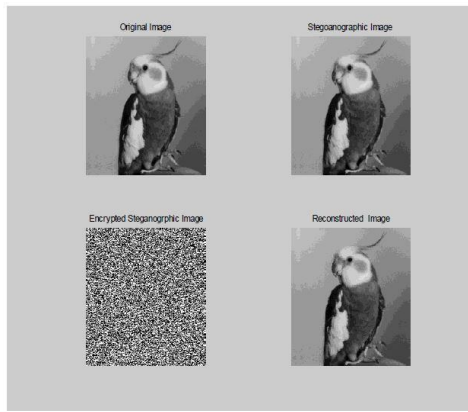 Original Image
Stegoanographic Image
Encrypted Steganogrphic Image
Reconstructed Image